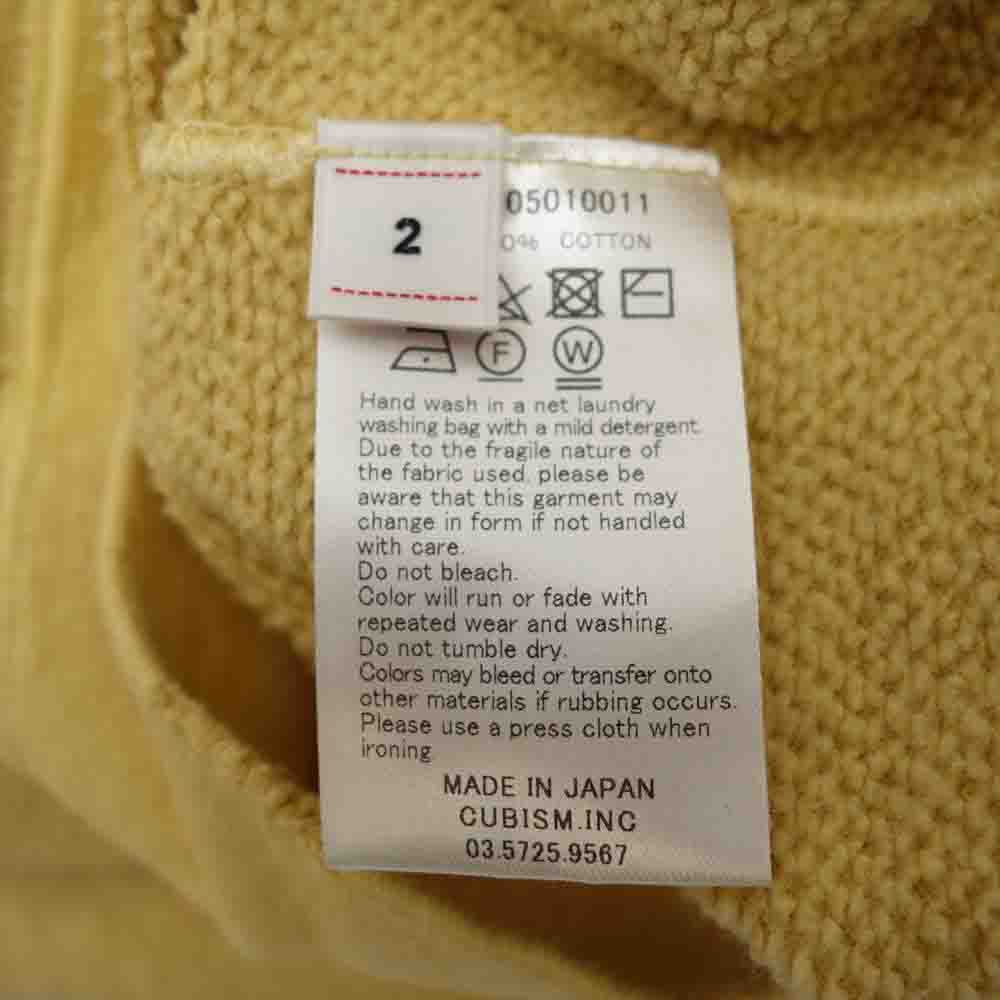 2
05010011
0% COTTON
F W
Hand wash in a net laundry
washing bag with a mild detergent.
Due to the fragile nature of
the fabric used, please be
aware that this garment may
change in form if not handled
with care.
Do not bleach.
Color will run or fade with
repeated wear and washing.
Do not tumble dry.
Colors may bleed or transfer onto
other materials if rubbing occurs.
Please use a press cloth when
ironing
MADE IN JAPAN
CUBISM.INC
03.5725.9567